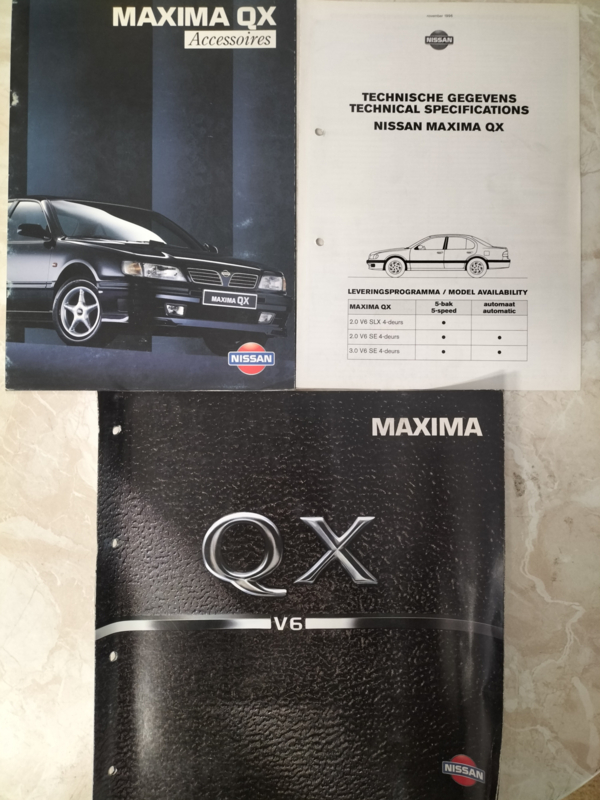 MAXIMA QX
Accessoires
MAXIMA QX
NISSAN
november 1995
NISSAN
TECHNISCHE GEGEVENS
TECHNICAL SPECIFICATIONS
NISSAN MAXIMA QX
LEVERINGSPROGRAMMA / MODEL AVAILABILITY
MAXIMA QX 5-bak automaat
5-speed automatic
2.0 V6 SLX 4-deurs •
2.0 V6 SE 4-deurs • •
3.0 V6 SE 4-deurs • •
MAXIMA
QX
V6
NISSAN